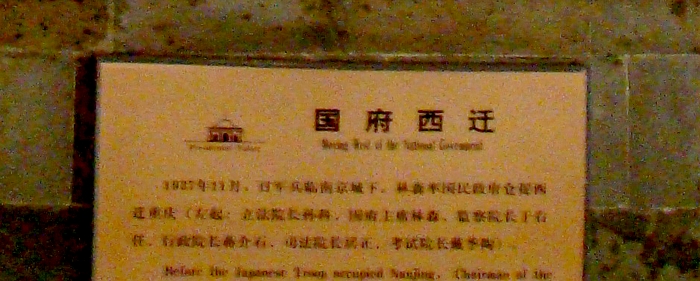 国府西迁
Presidential Palace
Moving West of the National Government
1937年11月，日军兵临南京城下，林森率国民政府仓促西
迁重庆（左起：立法院长孙科、国府主席林森、监察院长于右
任、行政院长蒋介石、司法院长居正、考试院长戴季陶）。
Before the Japanese Troop occupied Nanjing, Chairman of the